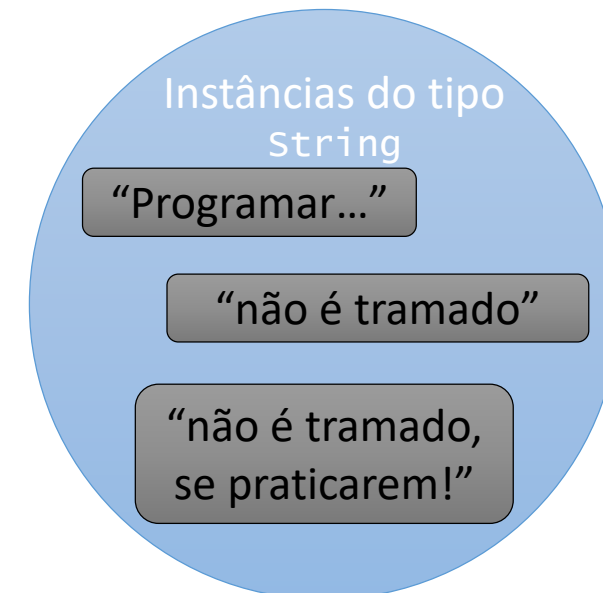 Instâncias do tipo
String
“Programar…”
“não é tramado”
“não é tramado,
se praticarem!”